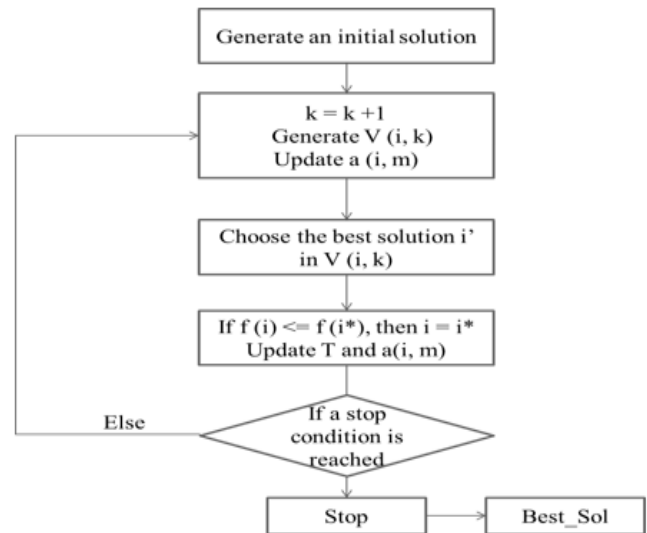 Generate an initial solution
k = k +1
Generate V (i, k)
Update a (i, m)
Choose the best solution i’
in V (i, k)
If f (i) <= f (i*), then i = i*
Update T and a(i, m)
Else
If a stop
condition is
reached
Stop
Best_Sol